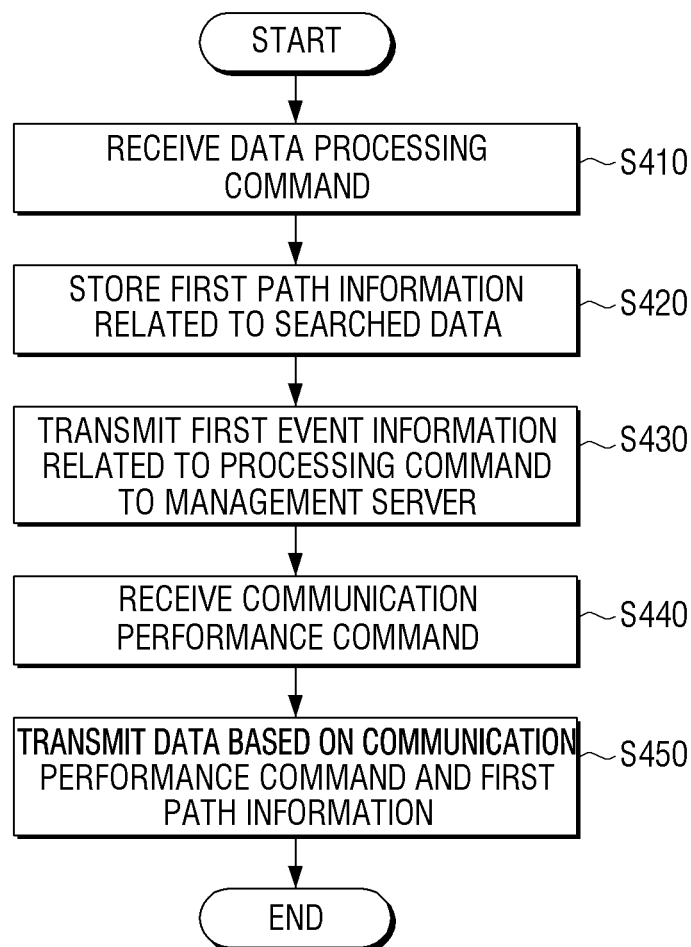 START
RECEIVE DATA PROCESSING
COMMAND
S410
STORE FIRST PATH INFORMATION
RELATED TO SEARCHED DATA
S420
TRANSMIT FIRST EVENT INFORMATION
RELATED TO PROCESSING COMMAND
TO MANAGEMENT SERVER
S430
RECEIVE COMMUNICATION
PERFORMANCE COMMAND
S440
TRANSMIT DATA BASED ON COMMUNICATION
PERFORMANCE COMMAND AND FIRST
PATH INFORMATION
S450
END